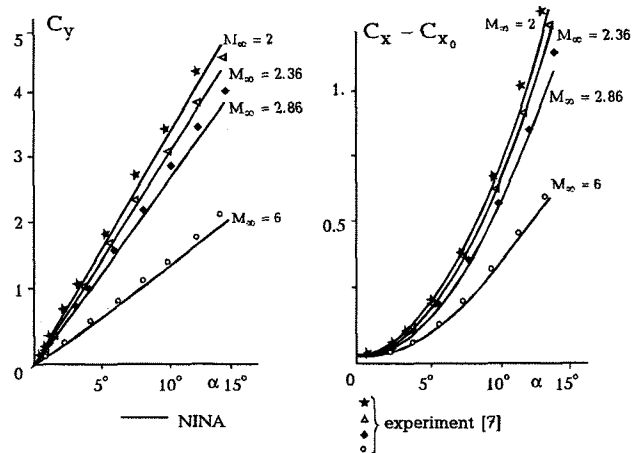 C_y
5
4
3
2
1
0
5°
10°
α
15°
M∞ = 2
M∞ = 2.36
M∞ = 2.86
M∞ = 6
NINA
C_x – C_x₀
1.
0.5
0
5°
10°
α
15°
M∞ = 2
M∞ = 2.36
M∞ = 2.86
M∞ = 6
experiment [7]